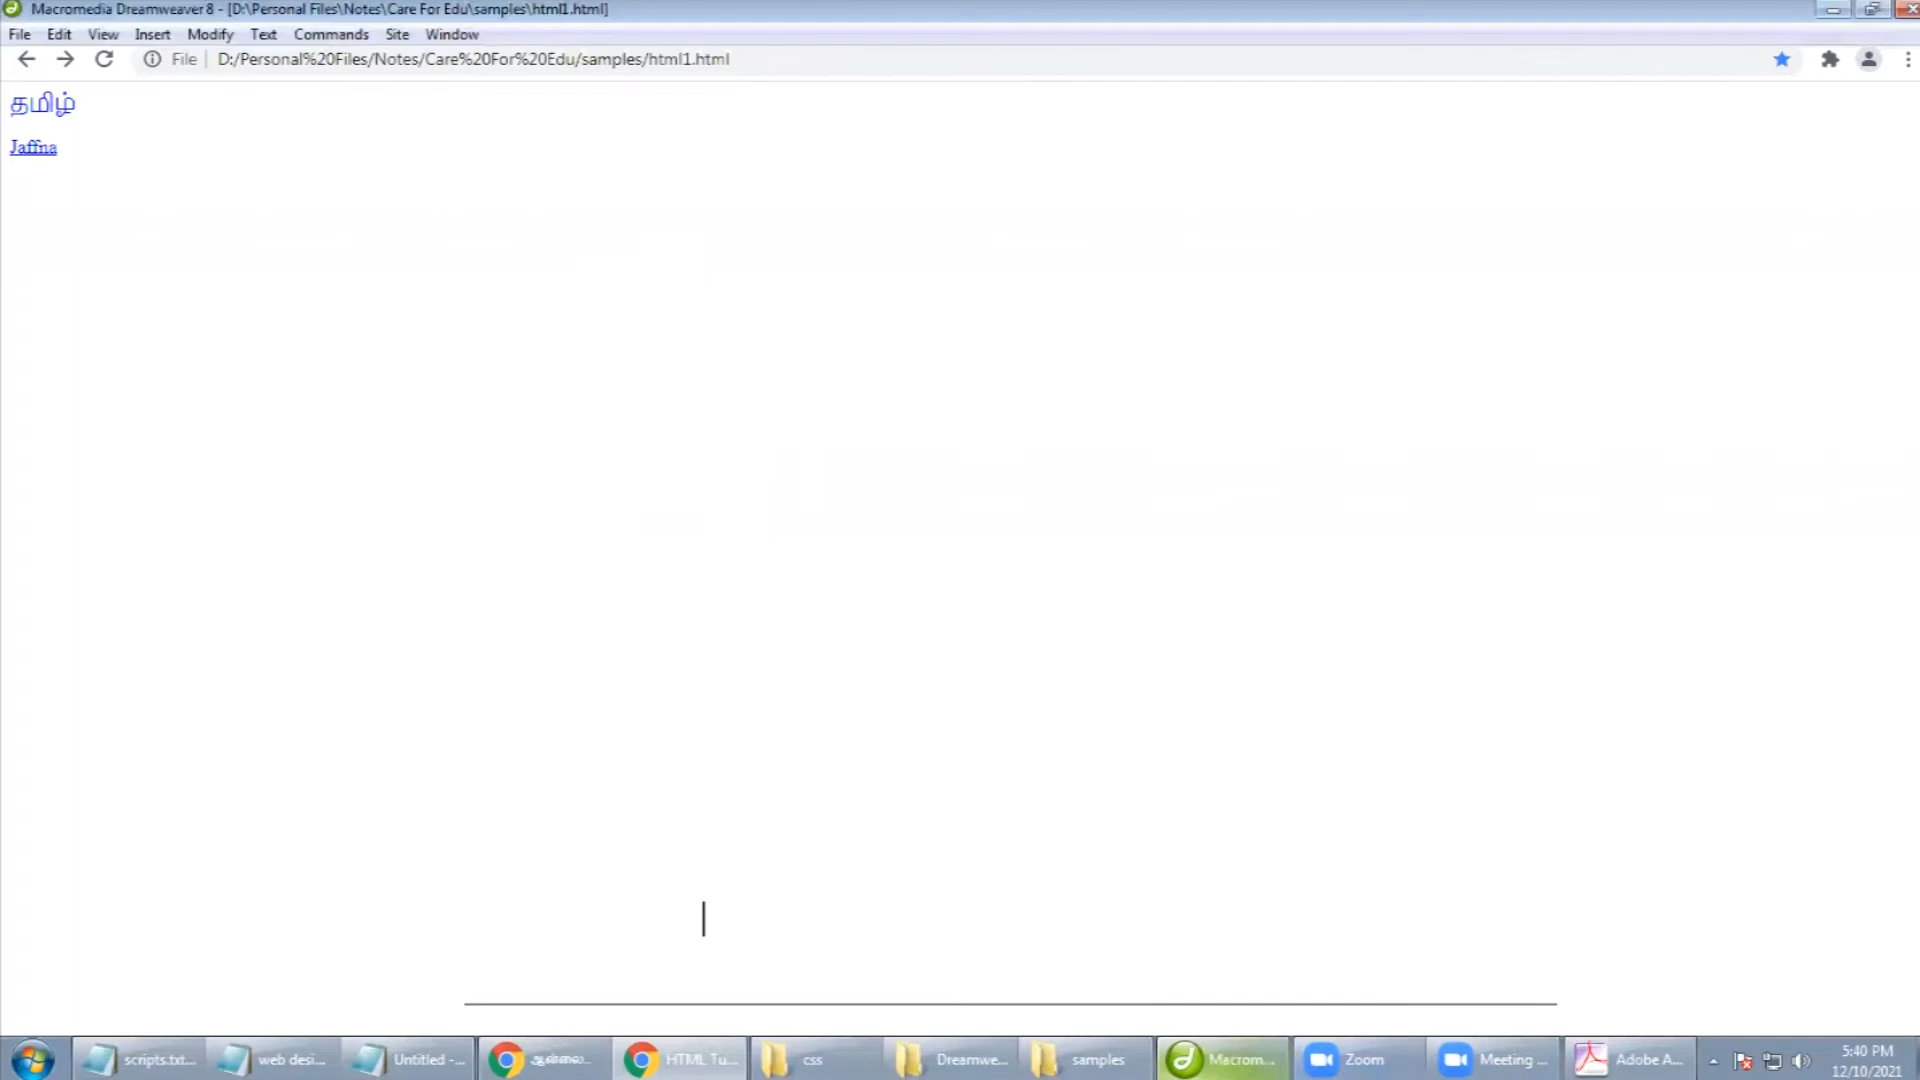 Macromedia Dreamweaver 8 - [D:\Personal Files\Notes\Care For Edu\samples\html1.html]
File Edit View Insert Modify Text Commands Site Window
File D:/Personal%20Files/Notes/Care%20For%20Edu/samples/html1.html
தமிழ்
Jaffna
scripts.txt... web desi... Untitled -... HTML Tu... css Dreamwe... samples Macrom... Zoom Meeting ... Adobe A... 5:40 PM
12/10/2021